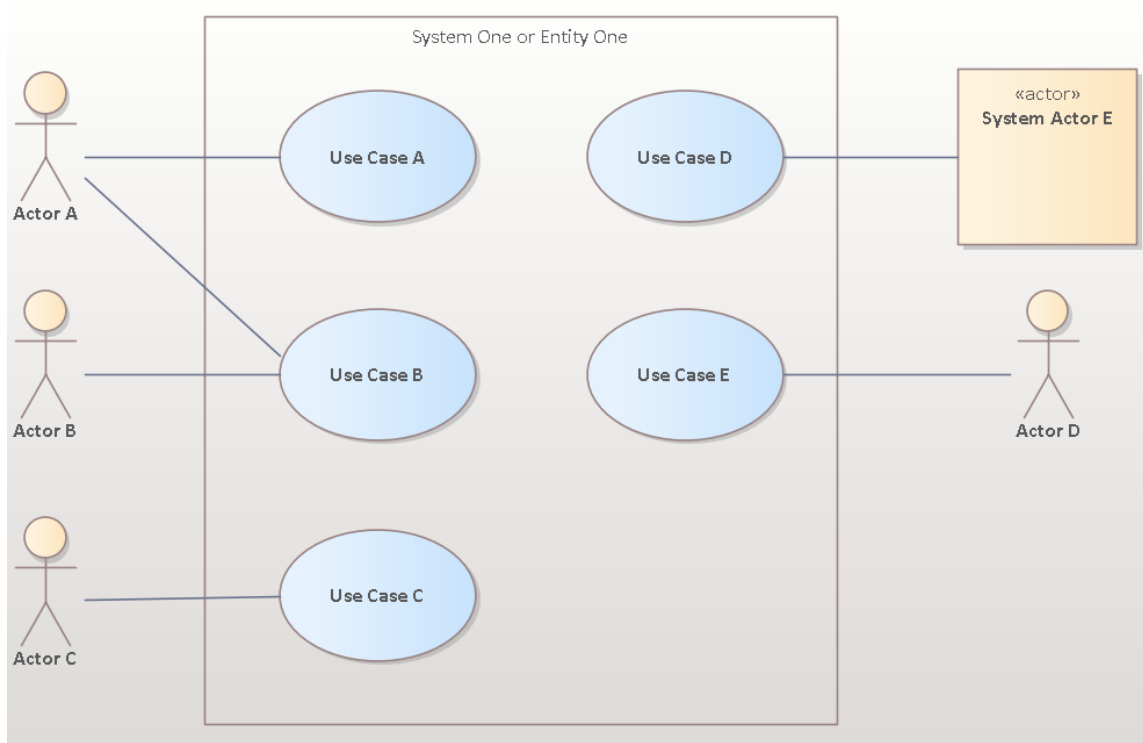 System One or Entity One
«actor»
System Actor E
Use Case A
Use Case D
Actor A
Use Case B
Use Case E
Actor B
Actor D
Use Case C
Actor C